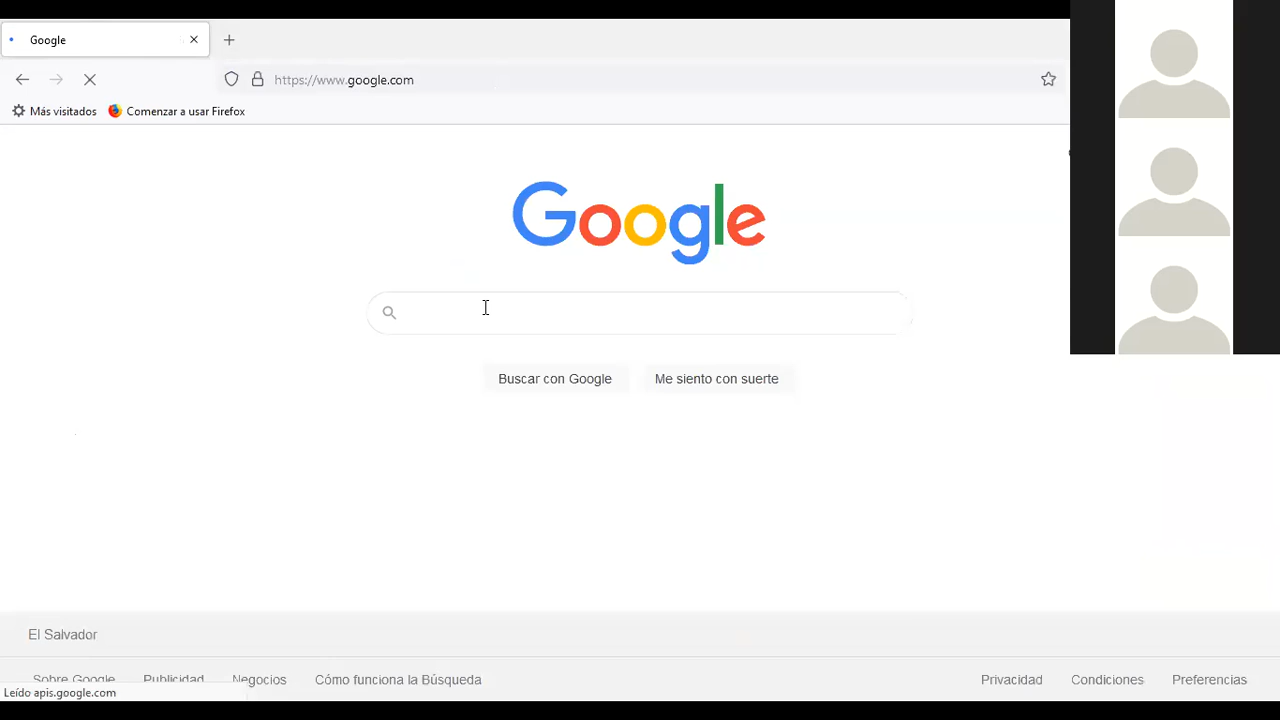 Google
https://www.google.com
Más visitados Comenzar a usar Firefox
Google
Buscar con Google Me siento con suerte
El Salvador
Sobre Google Publicidad Negocios Cómo funciona la Búsqueda Privacidad Condiciones Preferencias
Leído apis.google.com